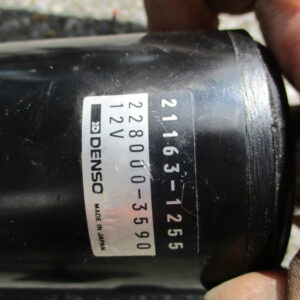 21163-1255
228000-3590
12V
DENSO
MADE IN JAPAN